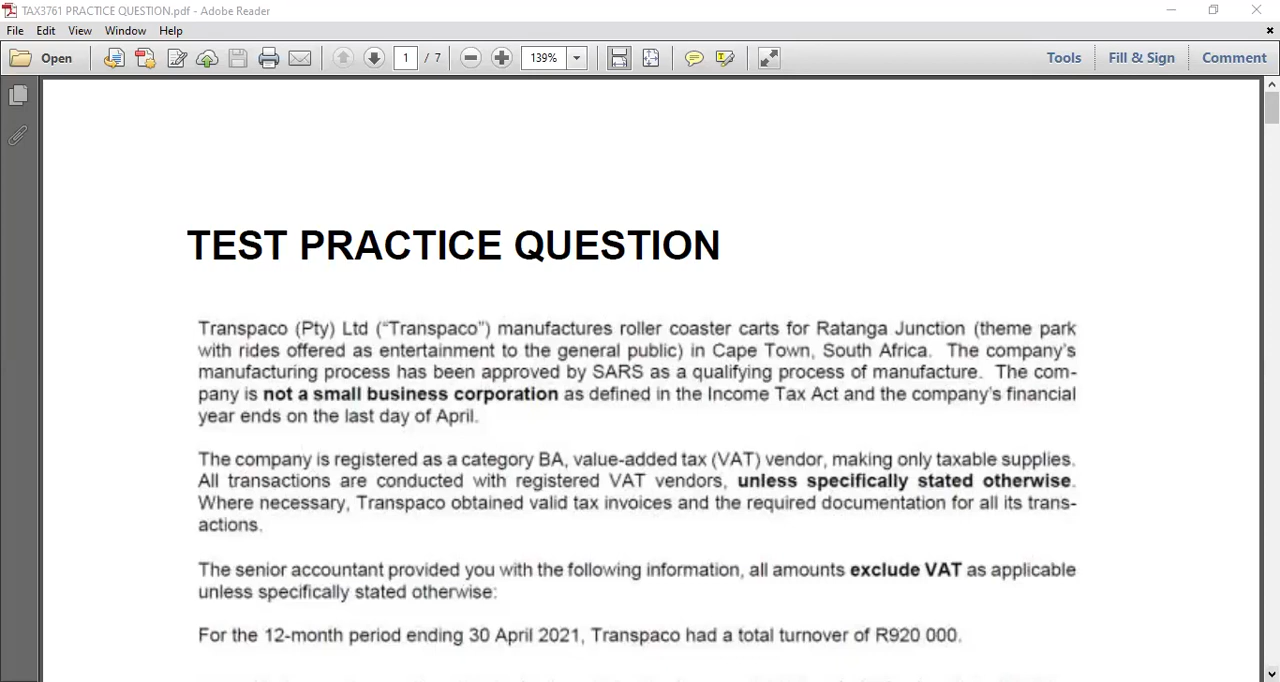 TAX3761 PRACTICE QUESTION.pdf - Adobe Reader
File Edit View Window Help
Open 1 / 7 139% Tools Fill & Sign Comment
TEST PRACTICE QUESTION
Transpaco (Pty) Ltd (“Transpaco”) manufactures roller coaster carts for Ratanga Junction (theme park
with rides offered as entertainment to the general public) in Cape Town, South Africa. The company’s
manufacturing process has been approved by SARS as a qualifying process of manufacture. The com-
pany is not a small business corporation as defined in the Income Tax Act and the company’s financial
year ends on the last day of April.
The company is registered as a category BA, value-added tax (VAT) vendor, making only taxable supplies.
All transactions are conducted with registered VAT vendors, unless specifically stated otherwise.
Where necessary, Transpaco obtained valid tax invoices and the required documentation for all its trans-
actions.
The senior accountant provided you with the following information, all amounts exclude VAT as applicable
unless specifically stated otherwise:
For the 12-month period ending 30 April 2021, Transpaco had a total turnover of R920 000.